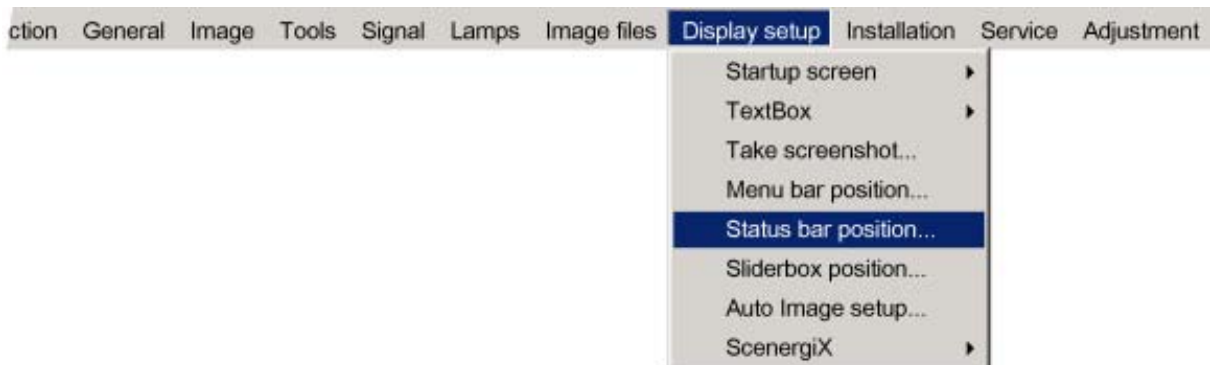 ction General Image Tools Signal Lamps Image files Display setup Installation Service Adjustment
Startup screen
TextBox
Take screenshot...
Menu bar position...
Status bar position...
Sliderbox position...
Auto Image setup...
ScenergiX